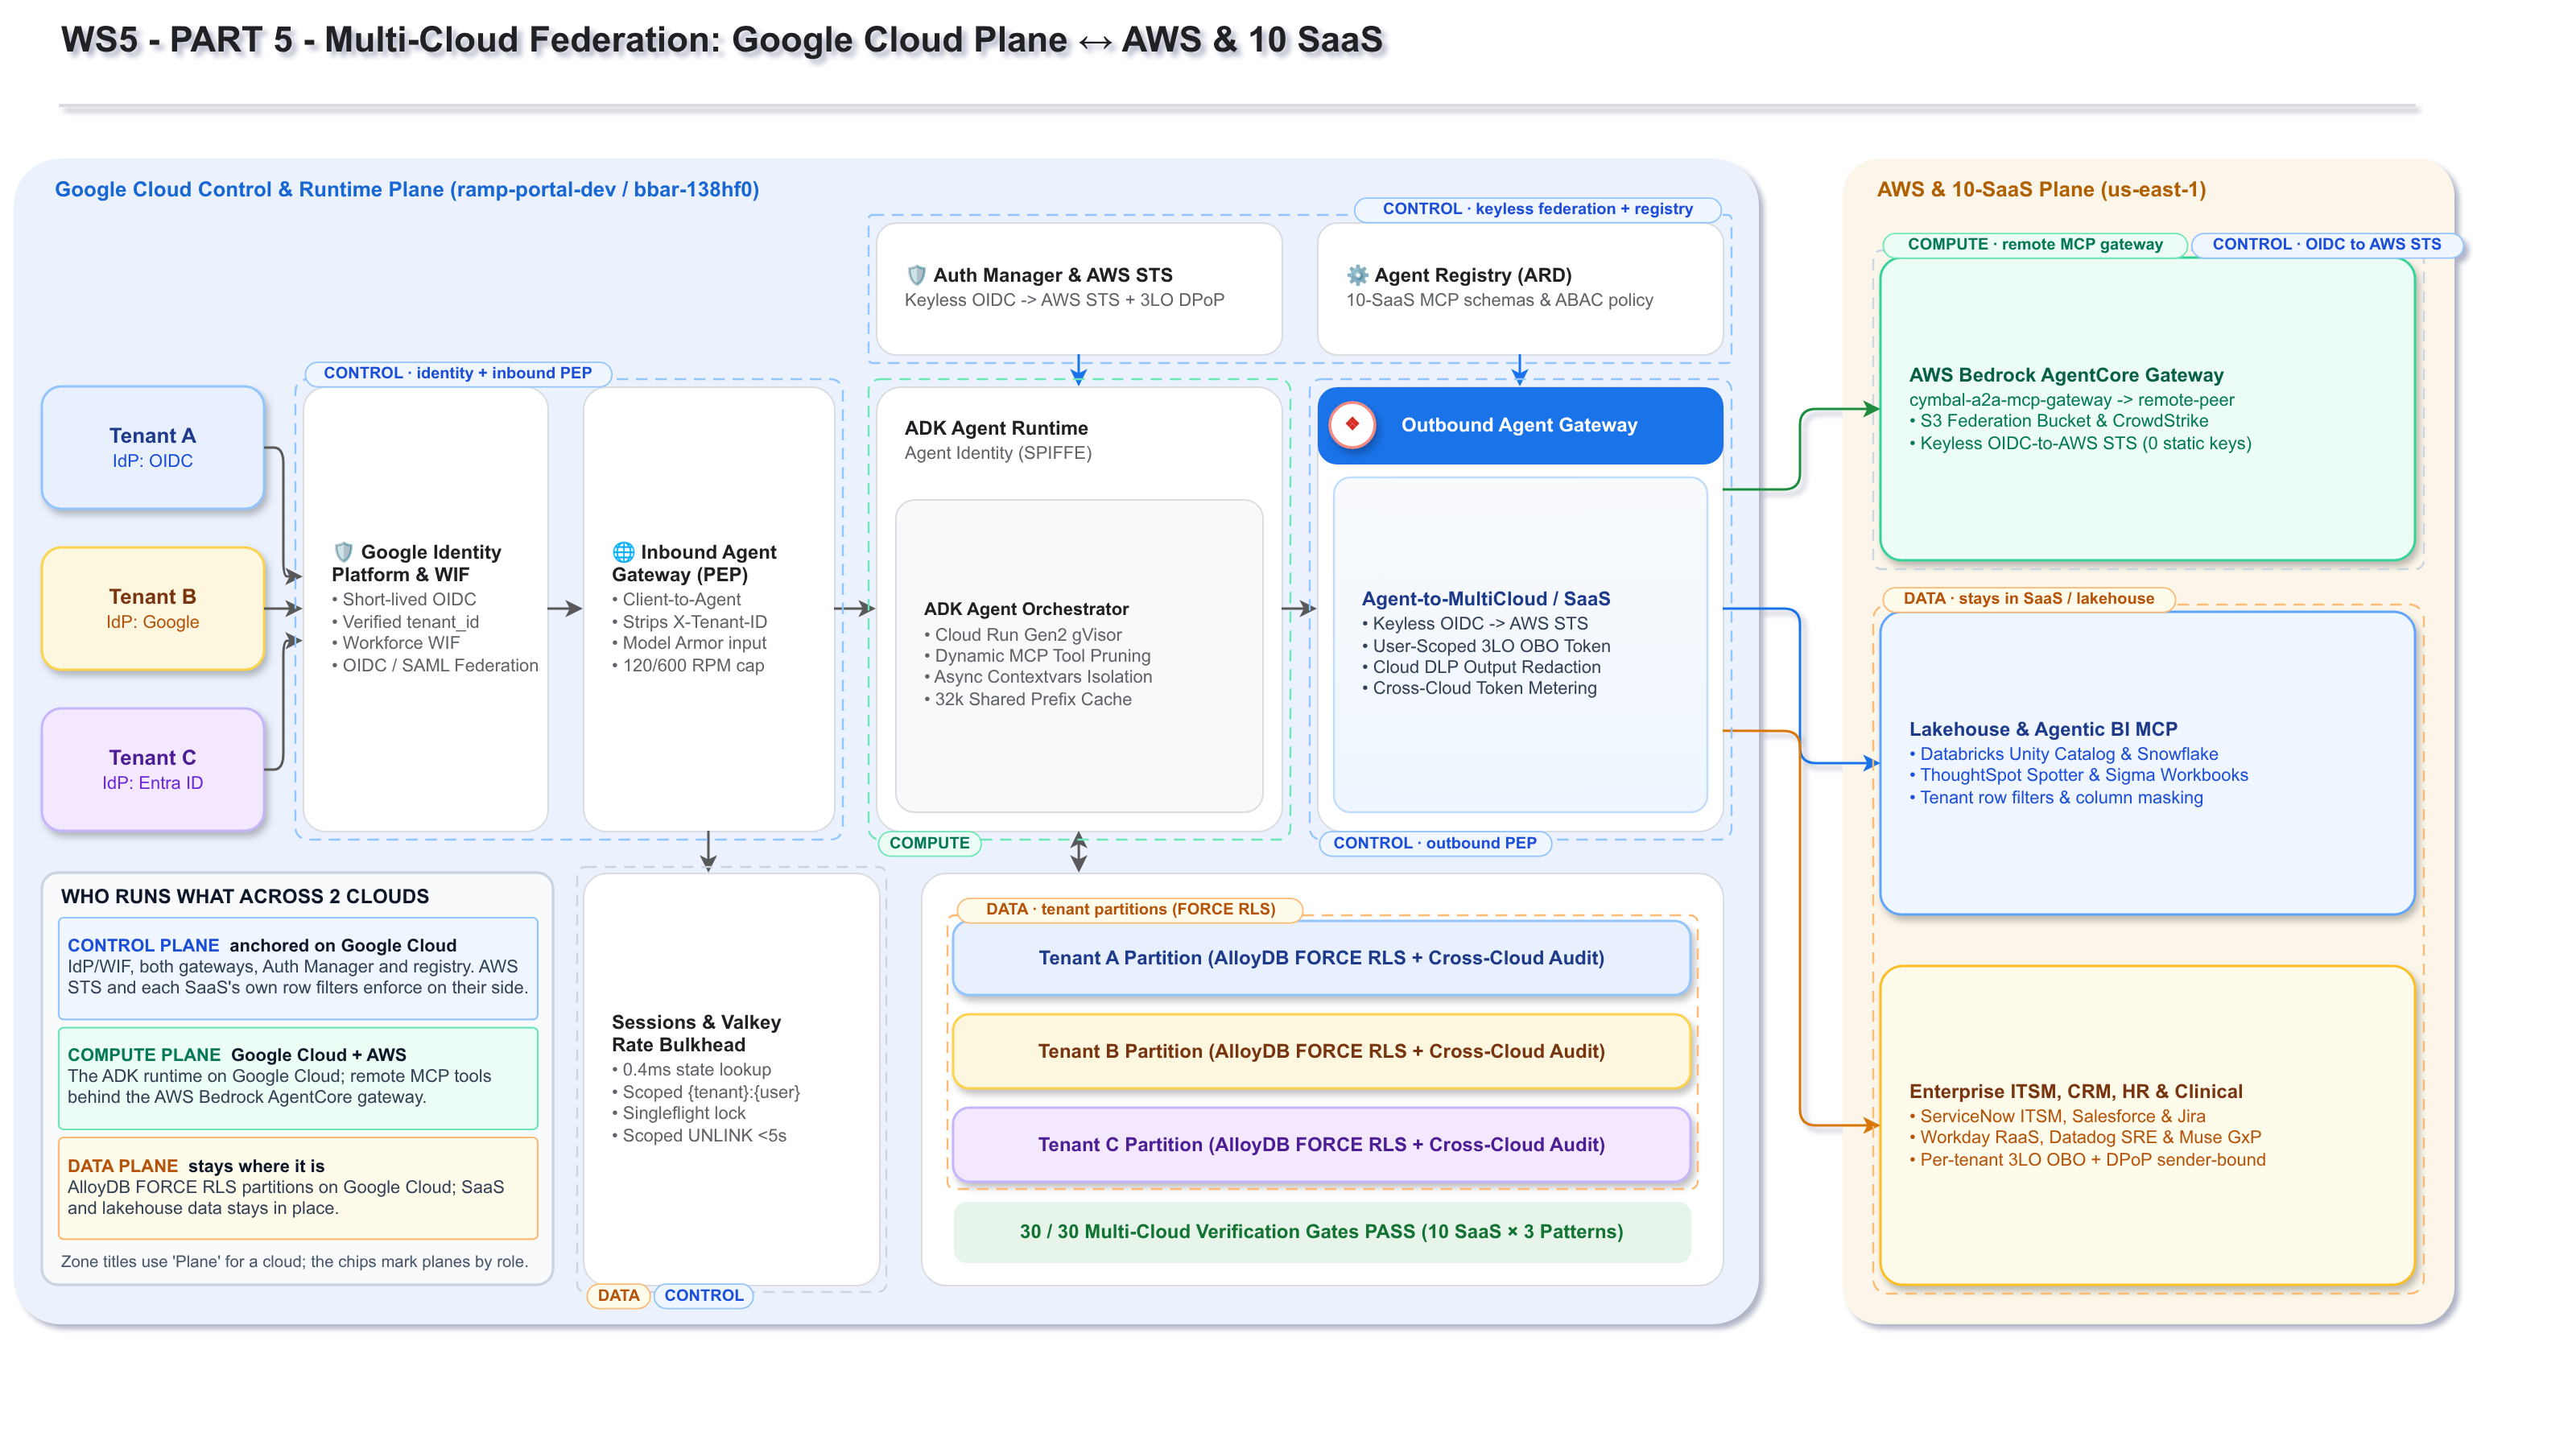 WS5 - PART 5 - Multi-Cloud Federation: Google Cloud Plane ↔ AWS & 10 SaaS
Google Cloud Control & Runtime Plane (ramp-portal-dev / bbar-138hf0)
CONTROL · keyless federation + registry
Auth Manager & AWS STS
Keyless OIDC -> AWS STS + 3LO DPoP
Agent Registry (ARD)
10-SaaS MCP schemas & ABAC policy
CONTROL · identity + inbound PEP
Tenant A
IdP: OIDC
Tenant B
IdP: Google
Tenant C
IdP: Entra ID
Google Identity
Platform & WIF
• Short-lived OIDC
• Verified tenant_id
• Workforce WIF
• OIDC / SAML Federation
Inbound Agent
Gateway (PEP)
• Client-to-Agent
• Strips X-Tenant-ID
• Model Armor input
• 120/600 RPM cap
ADK Agent Runtime
Agent Identity (SPIFFE)
ADK Agent Orchestrator
• Cloud Run Gen2 gVisor
• Dynamic MCP Tool Pruning
• Async Contextvars Isolation
• 32k Shared Prefix Cache
COMPUTE
Outbound Agent Gateway
Agent-to-MultiCloud / SaaS
• Keyless OIDC -> AWS STS
• User-Scoped 3LO OBO Token
• Cloud DLP Output Redaction
• Cross-Cloud Token Metering
CONTROL · outbound PEP
WHO RUNS WHAT ACROSS 2 CLOUDS
CONTROL PLANE anchored on Google Cloud
IdP/WIF, both gateways, Auth Manager and registry. AWS
STS and each SaaS's own row filters enforce on their side.
COMPUTE PLANE Google Cloud + AWS
The ADK runtime on Google Cloud; remote MCP tools
behind the AWS Bedrock AgentCore gateway.
DATA PLANE stays where it is
AlloyDB FORCE RLS partitions on Google Cloud; SaaS
and lakehouse data stays in place.
Zone titles use 'Plane' for a cloud; the chips mark planes by role.
Sessions & Valkey
Rate Bulkhead
• 0.4ms state lookup
• Scoped {tenant}:{user}
• Singleflight lock
• Scoped UNLINK <5s
DATA
CONTROL
DATA · tenant partitions (FORCE RLS)
Tenant A Partition (AlloyDB FORCE RLS + Cross-Cloud Audit)
Tenant B Partition (AlloyDB FORCE RLS + Cross-Cloud Audit)
Tenant C Partition (AlloyDB FORCE RLS + Cross-Cloud Audit)
30 / 30 Multi-Cloud Verification Gates PASS (10 SaaS × 3 Patterns)
AWS & 10-SaaS Plane (us-east-1)
COMPUTE · remote MCP gateway
CONTROL · OIDC to AWS STS
AWS Bedrock AgentCore Gateway
cymbal-a2a-mcp-gateway -> remote-peer
• S3 Federation Bucket & CrowdStrike
• Keyless OIDC-to-AWS STS (0 static keys)
DATA · stays in SaaS / lakehouse
Lakehouse & Agentic BI MCP
• Databricks Unity Catalog & Snowflake
• ThoughtSpot Spotter & Sigma Workbooks
• Tenant row filters & column masking
Enterprise ITSM, CRM, HR & Clinical
• ServiceNow ITSM, Salesforce & Jira
• Workday RaaS, Datadog SRE & Muse GxP
• Per-tenant 3LO OBO + DPoP sender-bound